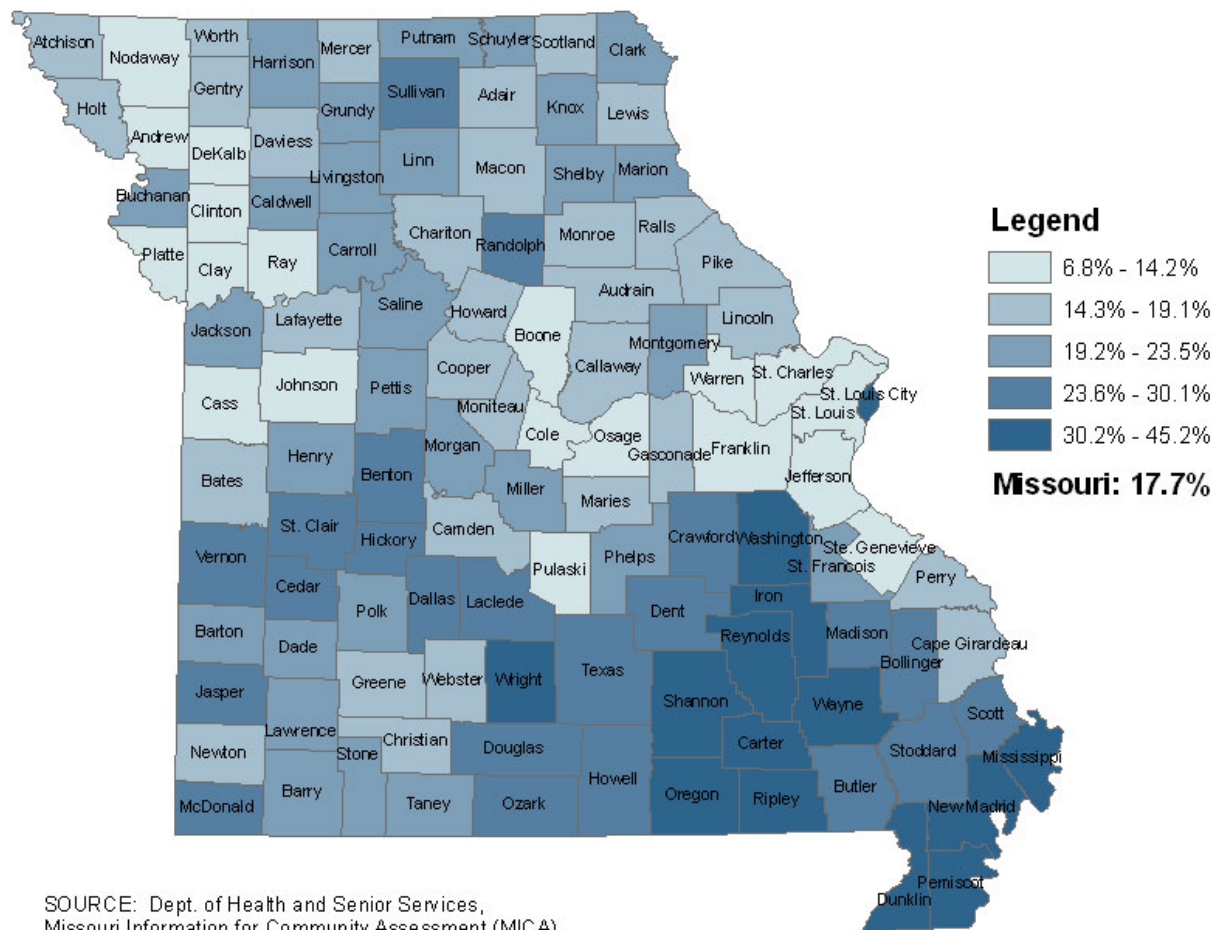 Atchison
Nodaway
Worth
Harrison
Mercer
Putnam
Schuyler
Scotland
Clark
Holt
Gentry
Sullivan
Adair
Knox
Lewis
Andrew
DeKalb
Daviess
Grundy
Linn
Macon
Shelby
Marion
Buchanan
Clinton
Caldwell
Livingston
Chariton
Randolph
Monroe
Ralls
Platte
Clay
Ray
Carroll
Pike
Audrain
Jackson
Lafayette
Saline
Howard
Boone
Callaway
Montgomery
Lincoln
Cass
Johnson
Pettis
Cooper
Moniteau
Warren
St. Charles
St. Louis City
St. Louis
Cole
Osage
Gasconade
Franklin
Jefferson
Bates
Henry
Benton
Morgan
Miller
Maries
Vernon
St. Clair
Hickory
Camden
Pulaski
Phelps
Crawford
Washington
Ste. Genevieve
St. Francois
Perry
Cedar
Polk
Dallas
Laclede
Dent
Iron
Reynolds
Madison
Bollinger
Cape Girardeau
Barton
Dade
Greene
Webster
Wright
Texas
Shannon
Wayne
Scott
Jasper
Lawrence
Christian
Douglas
Howell
Carter
Stoddard
Mississippi
Newton
Stone
McDonald
Barry
Taney
Ozark
Oregon
Ripley
Butler
New Madrid
Dunklin
Pemiscot
Legend
6.8% - 14.2%
14.3% - 19.1%
19.2% - 23.5%
23.6% - 30.1%
30.2% - 45.2%
Missouri: 17.7%
SOURCE: Dept. of Health and Senior Services,
Missouri Information for Community Assessment (MICA)